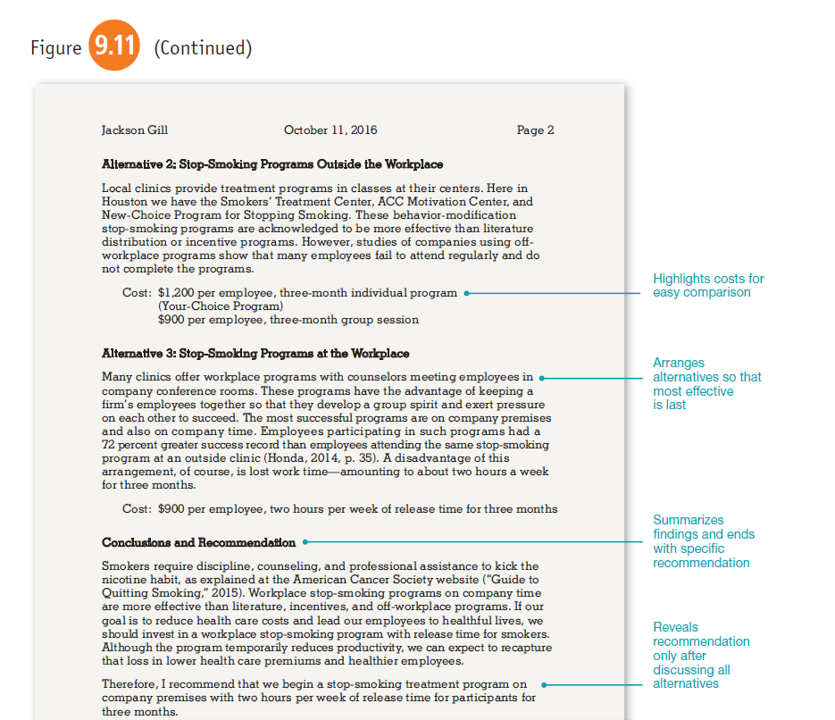 Figure 9.11 (Continued)
Jackson Gill October 11, 2016 Page 2
Alternative 2: Stop-Smoking Programs Outside the Workplace
Local clinics provide treatment programs in classes at their centers. Here in
Houston we have the Smokers' Treatment Center, ACC Motivation Center, and
New-Choice Program for Stopping Smoking. These behavior-modification
stop-smoking programs are acknowledged to be more effective than literature
distribution or incentive programs. However, studies of companies using off-
workplace programs show that many employees fail to attend regularly and do
not complete the programs.
Highlights costs for
easy comparison
Cost: $1,200 per employee, three-month individual program
(Your-Choice Program)
$900 per employee, three-month group session
Alternative 3: Stop-Smoking Programs at the Workplace
Arranges
alternatives so that
most effective
is last
Many clinics offer workplace programs with counselors meeting employees in
company conference rooms. These programs have the advantage of keeping a
firm's employees together so that they develop a group spirit and exert pressure
on each other to succeed. The most successful programs are on company premises
and also on company time. Employees participating in such programs had a
72 percent greater success record than employees attending the same stop-smoking
program at an outside clinic (Honda, 2014, p. 35). A disadvantage of this
arrangement, of course, is lost work time—amounting to about two hours a week
for three months.
Cost: $900 per employee, two hours per week of release time for three months
Summarizes
findings and ends
with specific
recommendation
Conclusions and Recommendation
Smokers require discipline, counseling, and professional assistance to kick the
nicotine habit, as explained at the American Cancer Society website ("Guide to
Quitting Smoking," 2015). Workplace stop-smoking programs on company time
are more effective than literature, incentives, and off-workplace programs. If our
goal is to reduce health care costs and lead our employees to healthful lives, we
should invest in a workplace stop-smoking program with release time for smokers.
Although the program temporarily reduces productivity, we can expect to recapture
that loss in lower health care premiums and healthier employees.
Reveals
recommendation
only after
discussing all
alternatives
Therefore, I recommend that we begin a stop-smoking treatment program on
company premises with two hours per week of release time for participants for
three months.